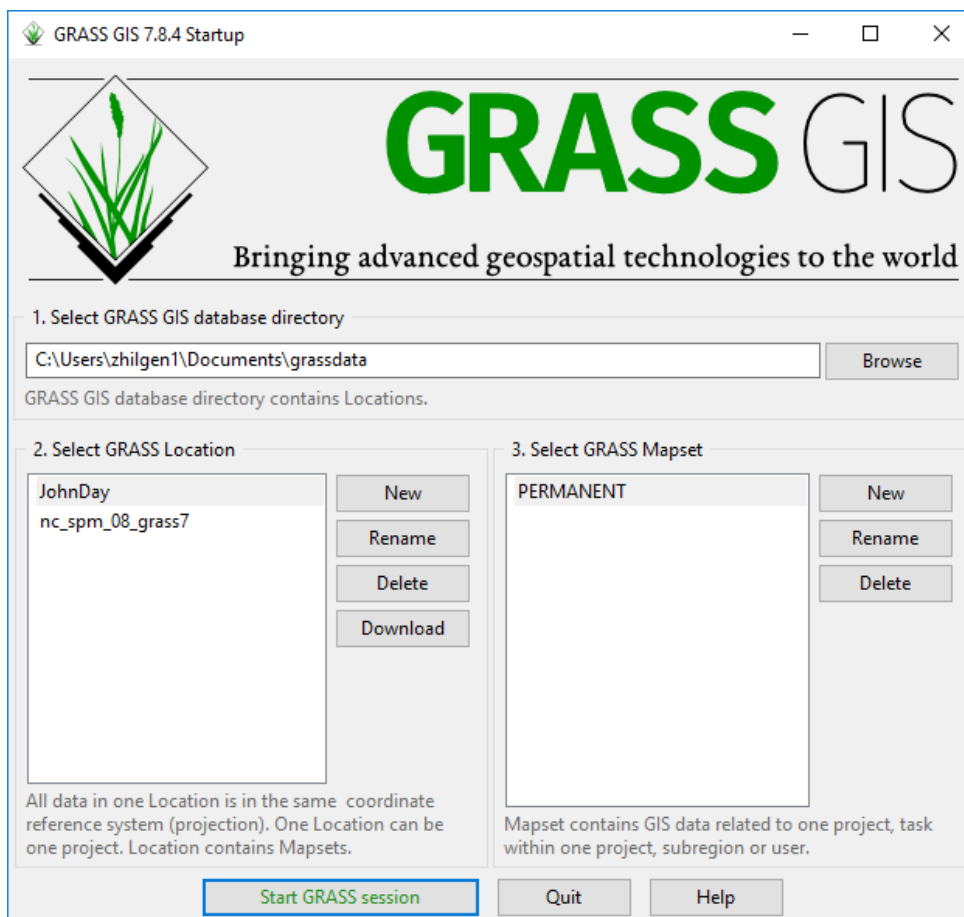 GRASS GIS 7.8.4 Startup
GRASS GIS
Bringing advanced geospatial technologies to the world
1. Select GRASS GIS database directory
C:\Users\zhilgen1\Documents\grassdata
Browse
GRASS GIS database directory contains Locations.
2. Select GRASS Location
JohnDay
nc_spm_08_grass7
New
Rename
Delete
Download
All data in one Location is in the same coordinate
reference system (projection). One Location can be
one project. Location contains Mapsets.
3. Select GRASS Mapset
PERMANENT
New
Rename
Delete
Mapset contains GIS data related to one project, task
within one project, subregion or user.
Start GRASS session
Quit
Help